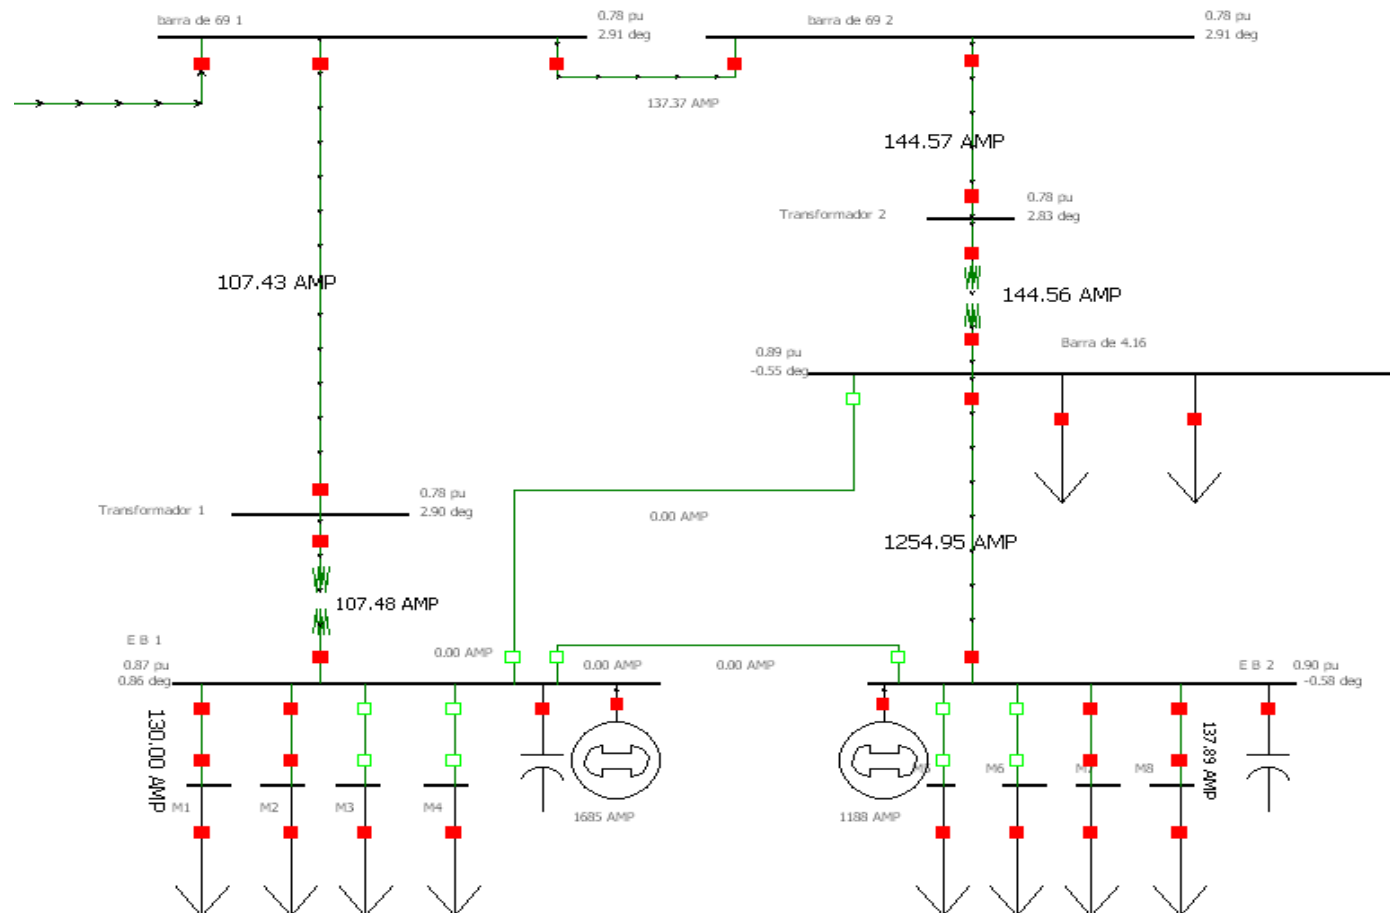 barra de 69 1
0.78 pu
2.91 deg
barra de 69 2
0.78 pu
2.91 deg
137.37 AMP
144.57 AMP
Transformador 2
0.78 pu
2.83 deg
107.43 AMP
144.56 AMP
0.89 pu
-0.55 deg
Barra de 4.16
Transformador 1
0.78 pu
2.90 deg
0.00 AMP
1254.95 AMP
107.48 AMP
E B 1
0.87 pu
0.86 deg
0.00 AMP
0.00 AMP
0.00 AMP
E B 2
0.90 pu
-0.58 deg
130.00 AMP
137.89 AMP
M1
M2
M3
M4
1685 AMP
1188 AMP
M5
M6
M7
M8